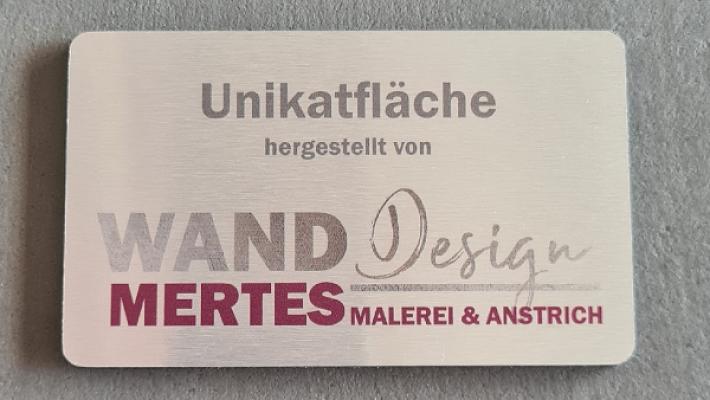 Unikatfläche
hergestellt von
WAND Design
MERTES MALEREI & ANSTRICH